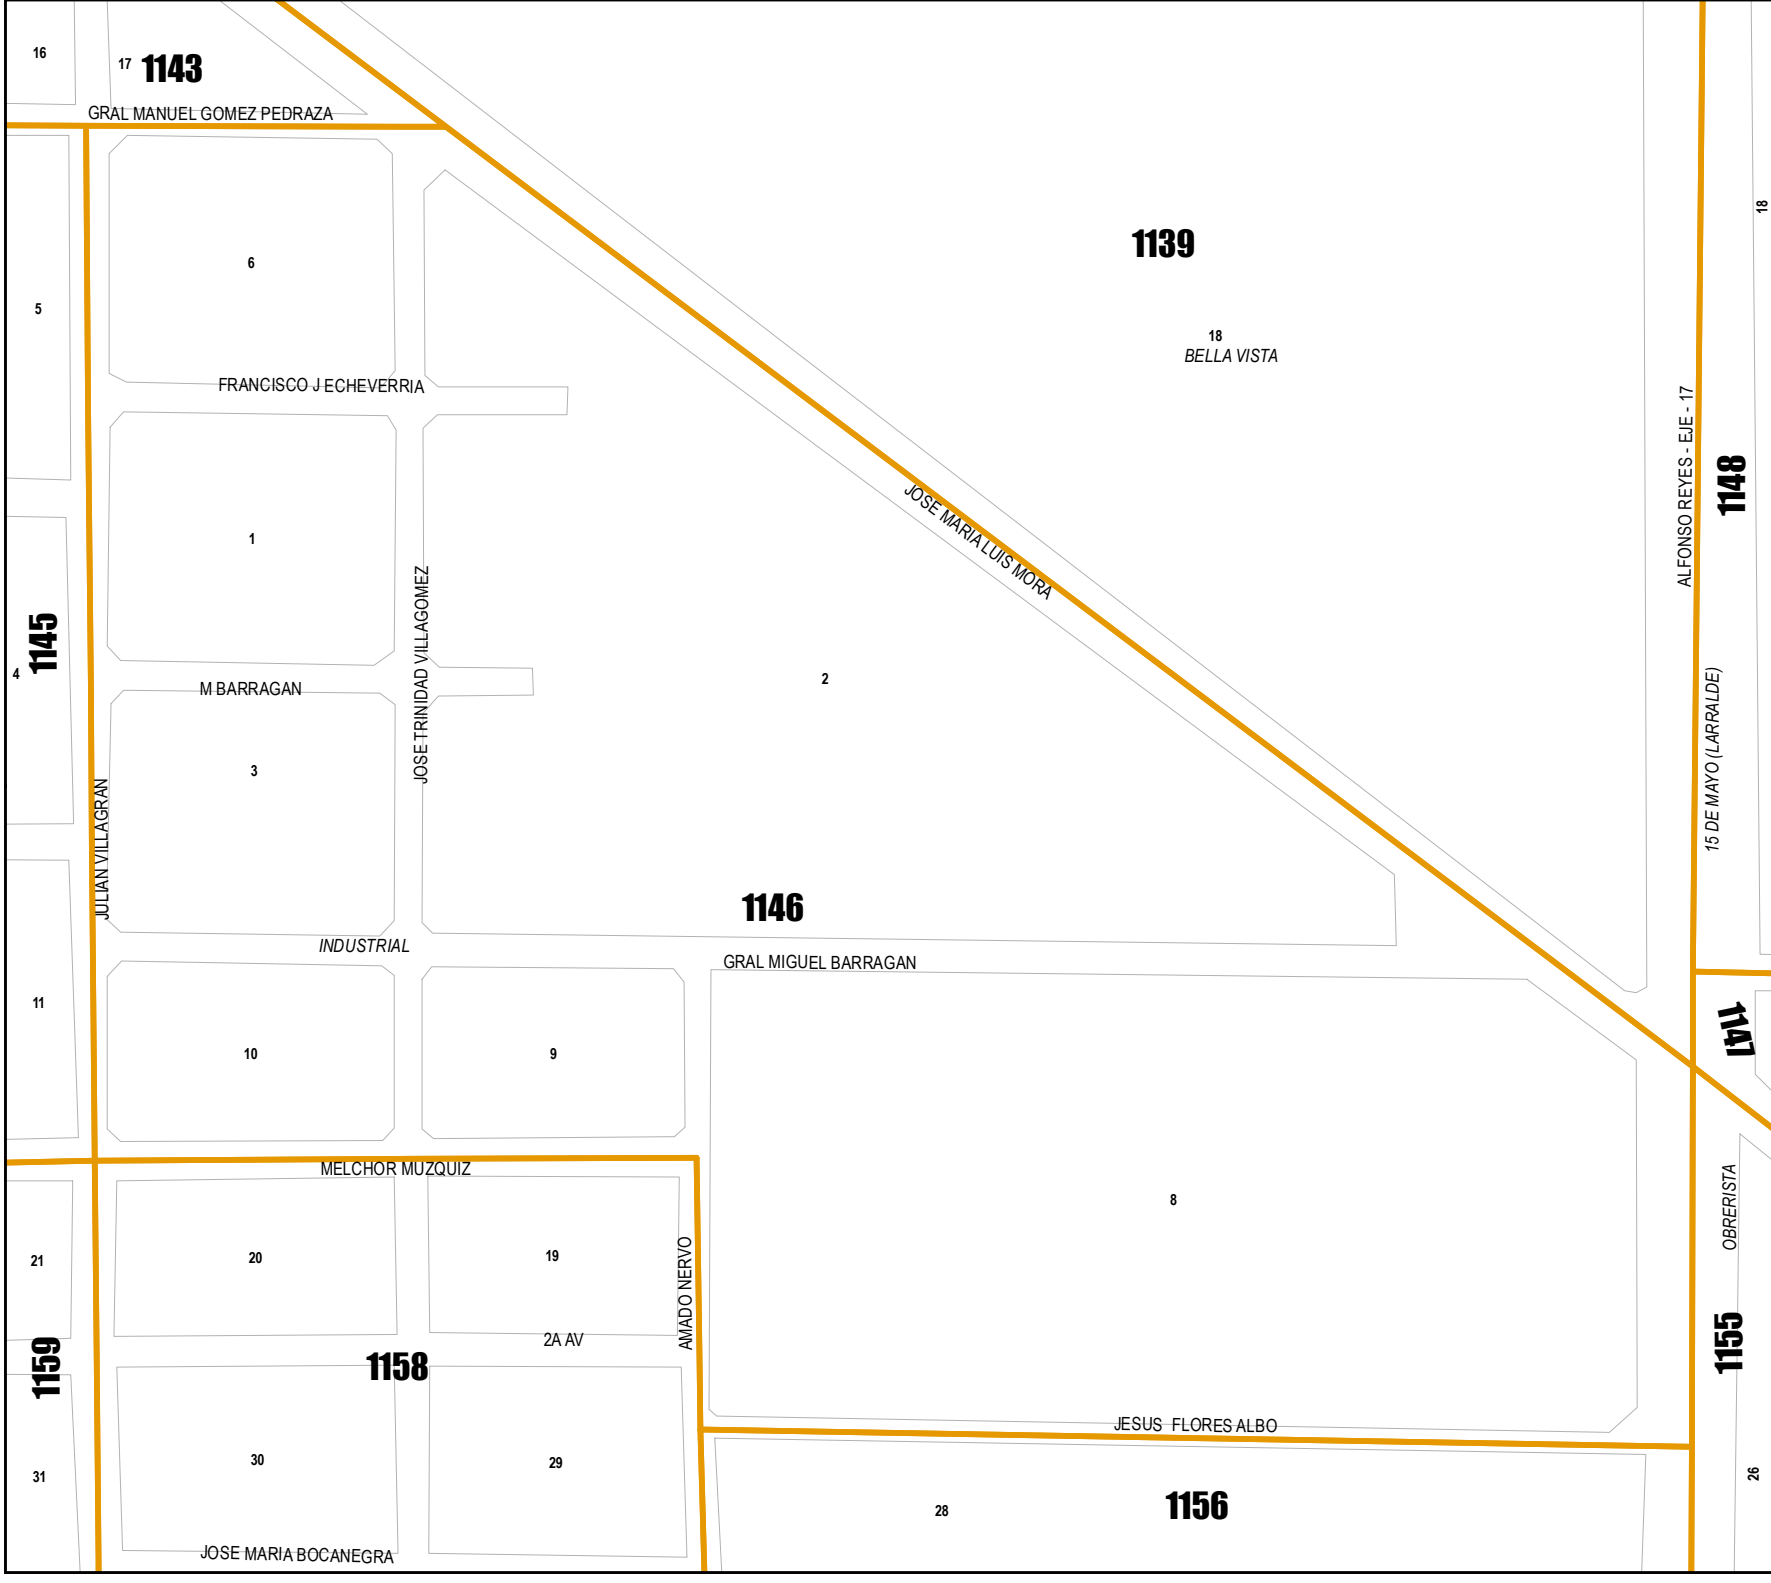 16
17
1143
GRAL MANUEL GOMEZ PEDRAZA
18
1139
6
5
18
BELLA VISTA
FRANCISCO J ECHEVERRIA
ALFONSO REYES - EJE - 17
1148
JOSE MARIA LUIS MORA
1
JOSE TRINIDAD VILLAGOMEZ
1145
4
M BARRAGAN
2
15 DE MAYO (LARRALDE)
3
JULIAN VILLAGRAN
1146
INDUSTRIAL
GRAL MIGUEL BARRAGAN
11
1147
10
9
MELCHOR MUZQUIZ
8
OBRERISTA
21
20
19
AMADO NERVO
2A AV
1159
1158
1155
JESUS FLORES ALBO
31
30
29
28
1156
26
JOSE MARIA BOCANEGRA